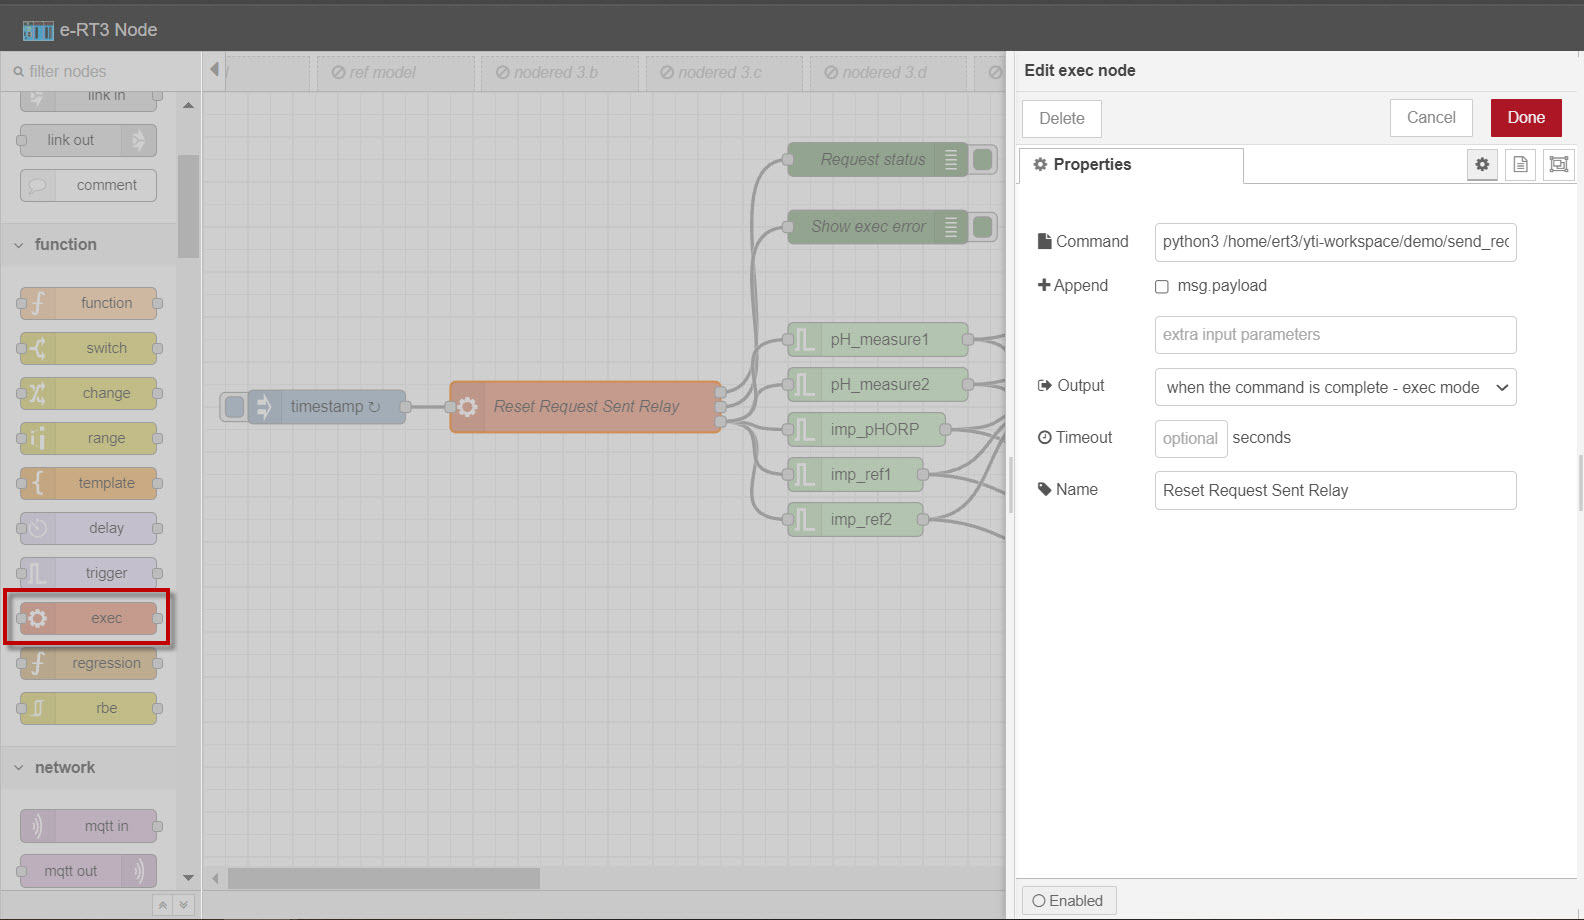 e-RT3 Node
filter nodes
link in
link out
comment
function
function
switch
change
range
template
delay
trigger
exec
regression
rbe
network
mqtt in
mqtt out
ref model
nodered 3.b
nodered 3.c
nodered 3.d
timestamp ↻
Reset Request Sent Relay
Request status
Show exec error
pH_measure1
pH_measure2
imp_pHORP
imp_ref1
imp_ref2
Edit exec node
Delete
Cancel
Done
Properties
Command
python3 /home/ert3/yti-workspace/demo/send_rec
Append
msg.payload
extra input parameters
Output
when the command is complete - exec mode
Timeout
optional
seconds
Name
Reset Request Sent Relay
Enabled